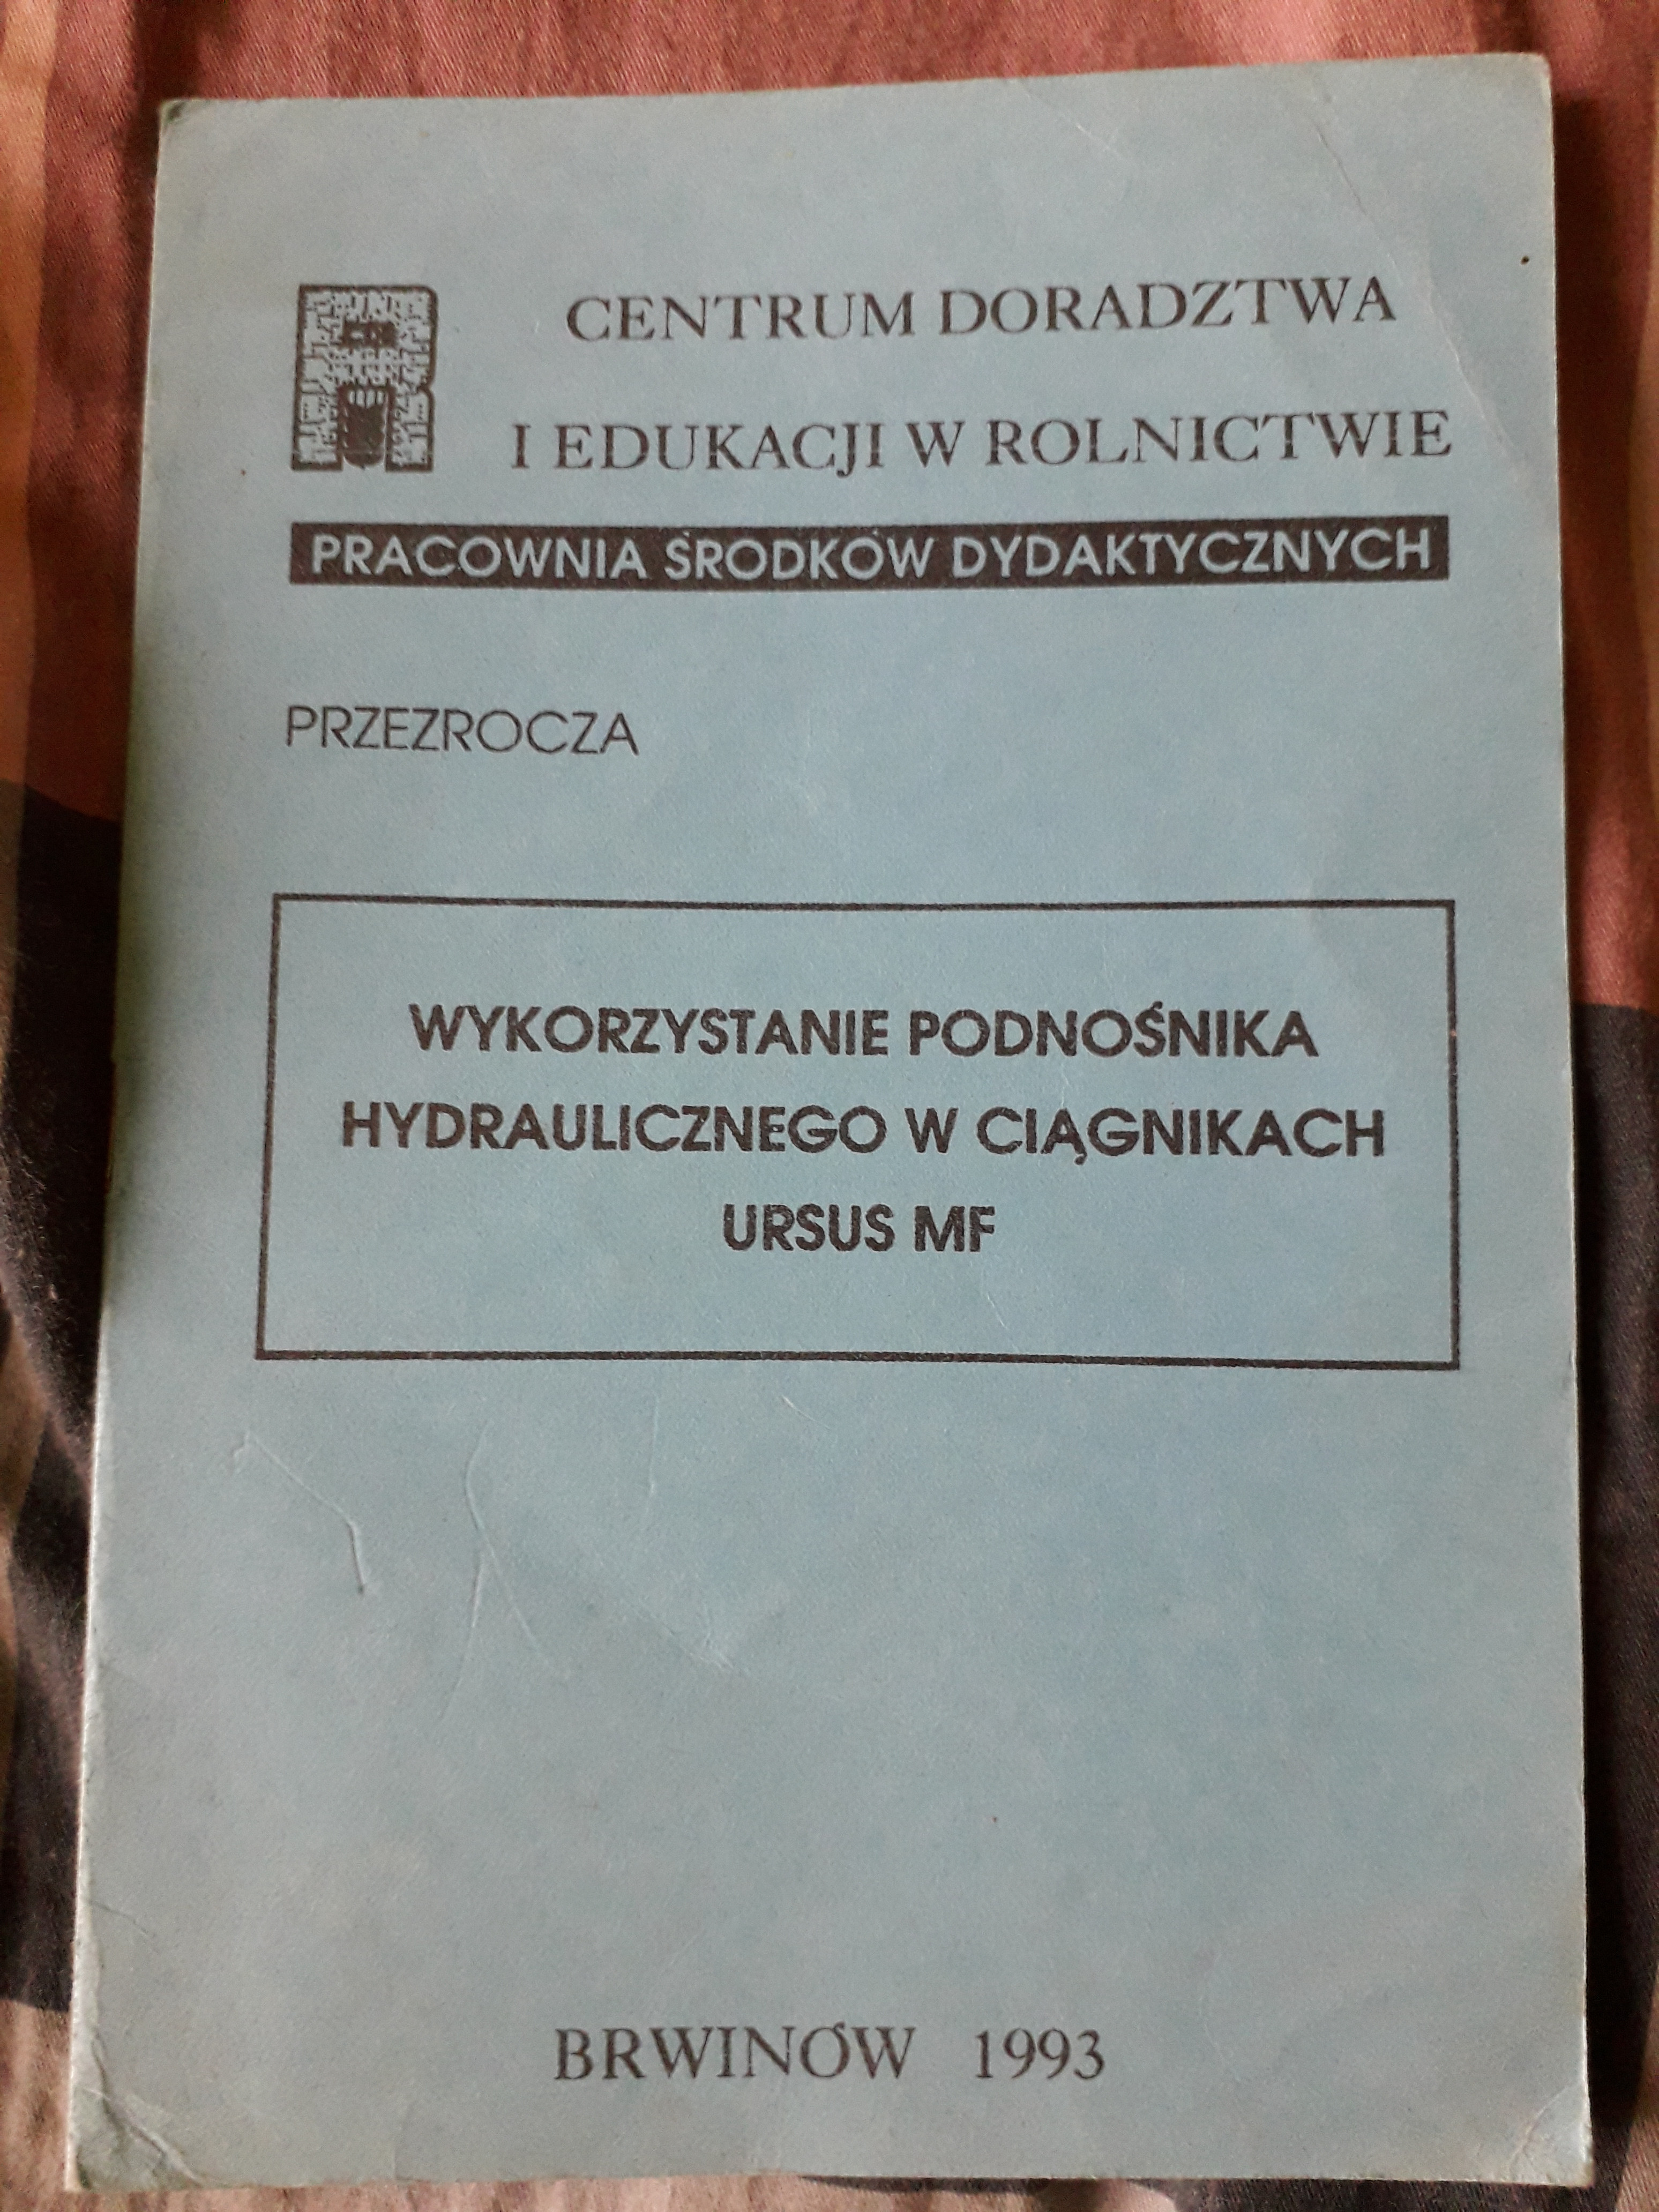 CENTRUM DORADZTWA
I EDUKACJI W ROLNICTWIE
PRACOWNIA ŚRODKÓW DYDAKTYCZNYCH
PRZEZROCZA
WYKORZYSTANIE PODNOŚNIKA
HYDRAULICZNEGO W CIĄGNIKACH
URSUS MF
BRWINÓW 1993